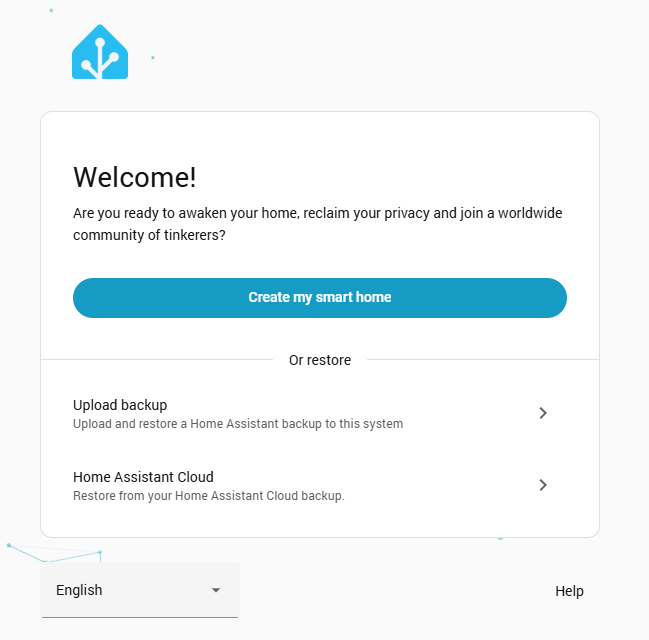 Welcome!
Are you ready to awaken your home, reclaim your privacy and join a worldwide
community of tinkerers?
Create my smart home
Or restore
Upload backup
Upload and restore a Home Assistant backup to this system
Home Assistant Cloud
Restore from your Home Assistant Cloud backup.
English
Help